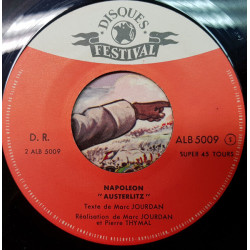 DISQUES
FESTIVAL
D. R.
2 ALB 5009
ALB 5009 1
SUPER 45 TOURS
NAPOLEON
"AUSTERLITZ"
Texte de Marc JOURDAN
Réalisation de Marc JOURDAN
et Pierre THYMAL